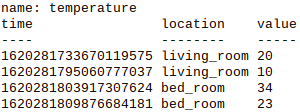 name: temperature
time location value
---- -------- -----
1620281733670119575 living_room 20
1620281795060777037 living_room 10
1620281803917307624 bed_room 34
1620281809876684181 bed_room 23